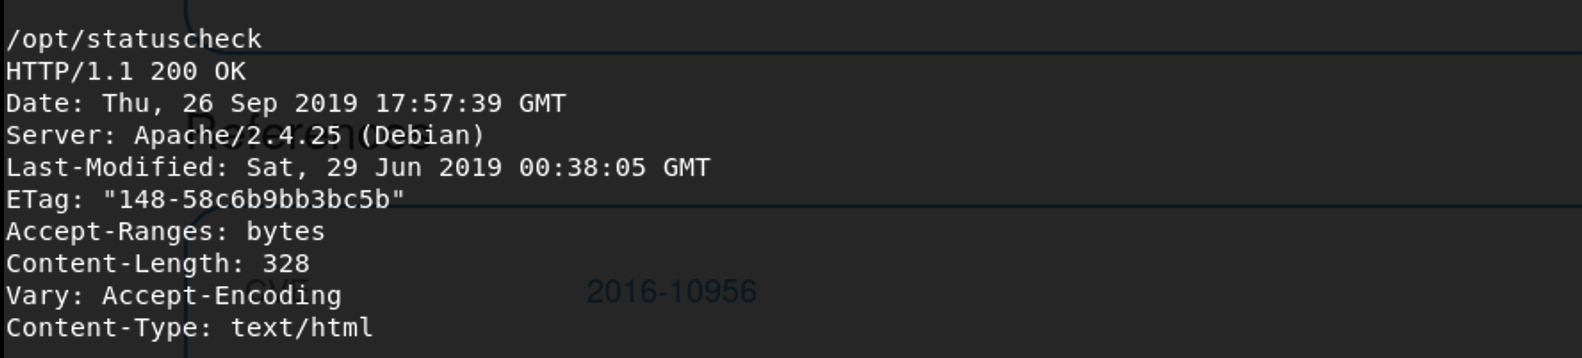 /opt/statuscheck
HTTP/1.1 200 OK
Date: Thu, 26 Sep 2019 17:57:39 GMT
Server: Apache/2.4.25 (Debian)
References
Last-Modified: Sat, 29 Jun 2019 00:38:05 GMT
ETag: "148-58c6b9bb3bc5b"
Accept-Ranges: bytes
Content-Length: 328
CVE 2016-10956
Vary: Accept-Encoding
Content-Type: text/html